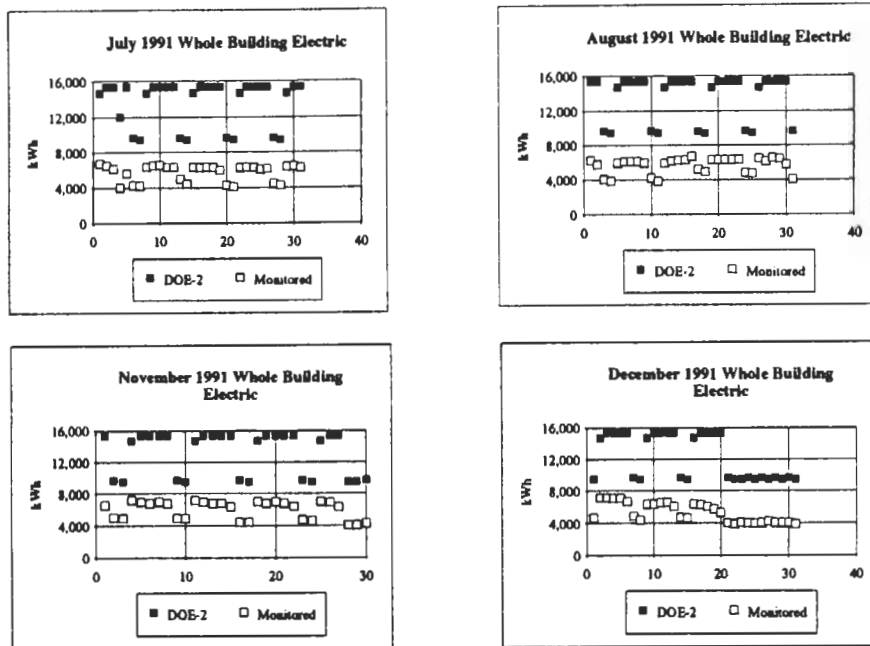 July 1991 Whole Building Electric
16,000
12,000
8,000
4,000
0
kWh
0 10 20 30 40
DOE-2 Monitored
August 1991 Whole Building Electric
16,000
12,000
8,000
4,000
0
kWh
0 10 20 30 40
DOE-2 Monitored
November 1991 Whole Building
Electric
16,000
12,000
8,000
4,000
0
kWh
0 10 20 30
DOE-2 Monitored
December 1991 Whole Building
Electric
16,000
12,000
8,000
4,000
0
kWh
0 10 20 30 40
DOE-2 Monitored